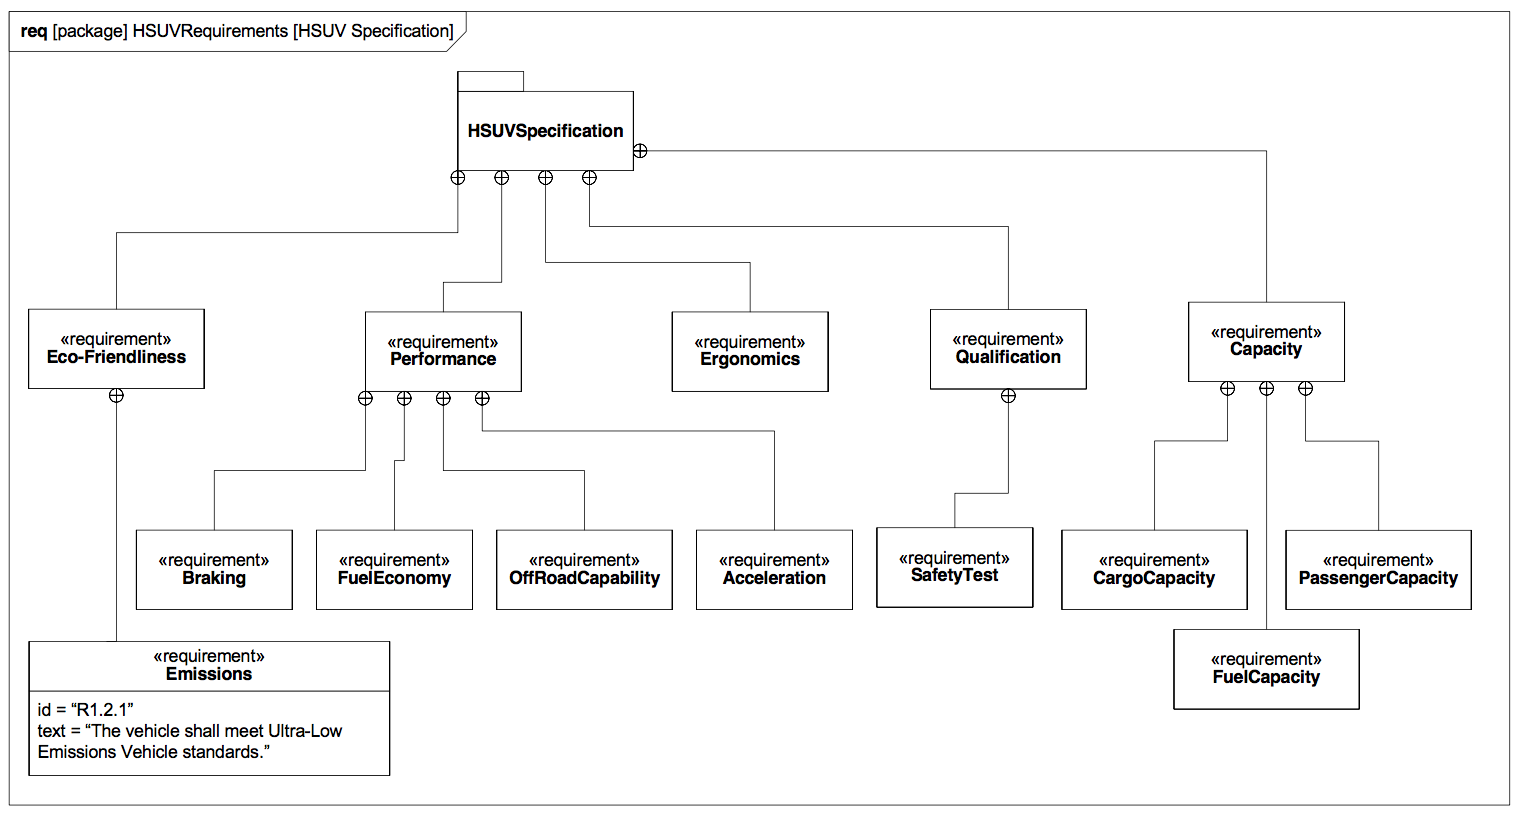 req [package] HSUVRequirements [HSUV Specification]
HSUVSpecification
«requirement»
Eco-Friendliness
«requirement»
Performance
«requirement»
Ergonomics
«requirement»
Qualification
«requirement»
Capacity
«requirement»
Braking
«requirement»
FuelEconomy
«requirement»
OffRoadCapability
«requirement»
Acceleration
«requirement»
SafetyTest
«requirement»
CargoCapacity
«requirement»
PassengerCapacity
«requirement»
Emissions
id = “R1.2.1”
text = “The vehicle shall meet Ultra-Low
Emissions Vehicle standards.”
«requirement»
FuelCapacity